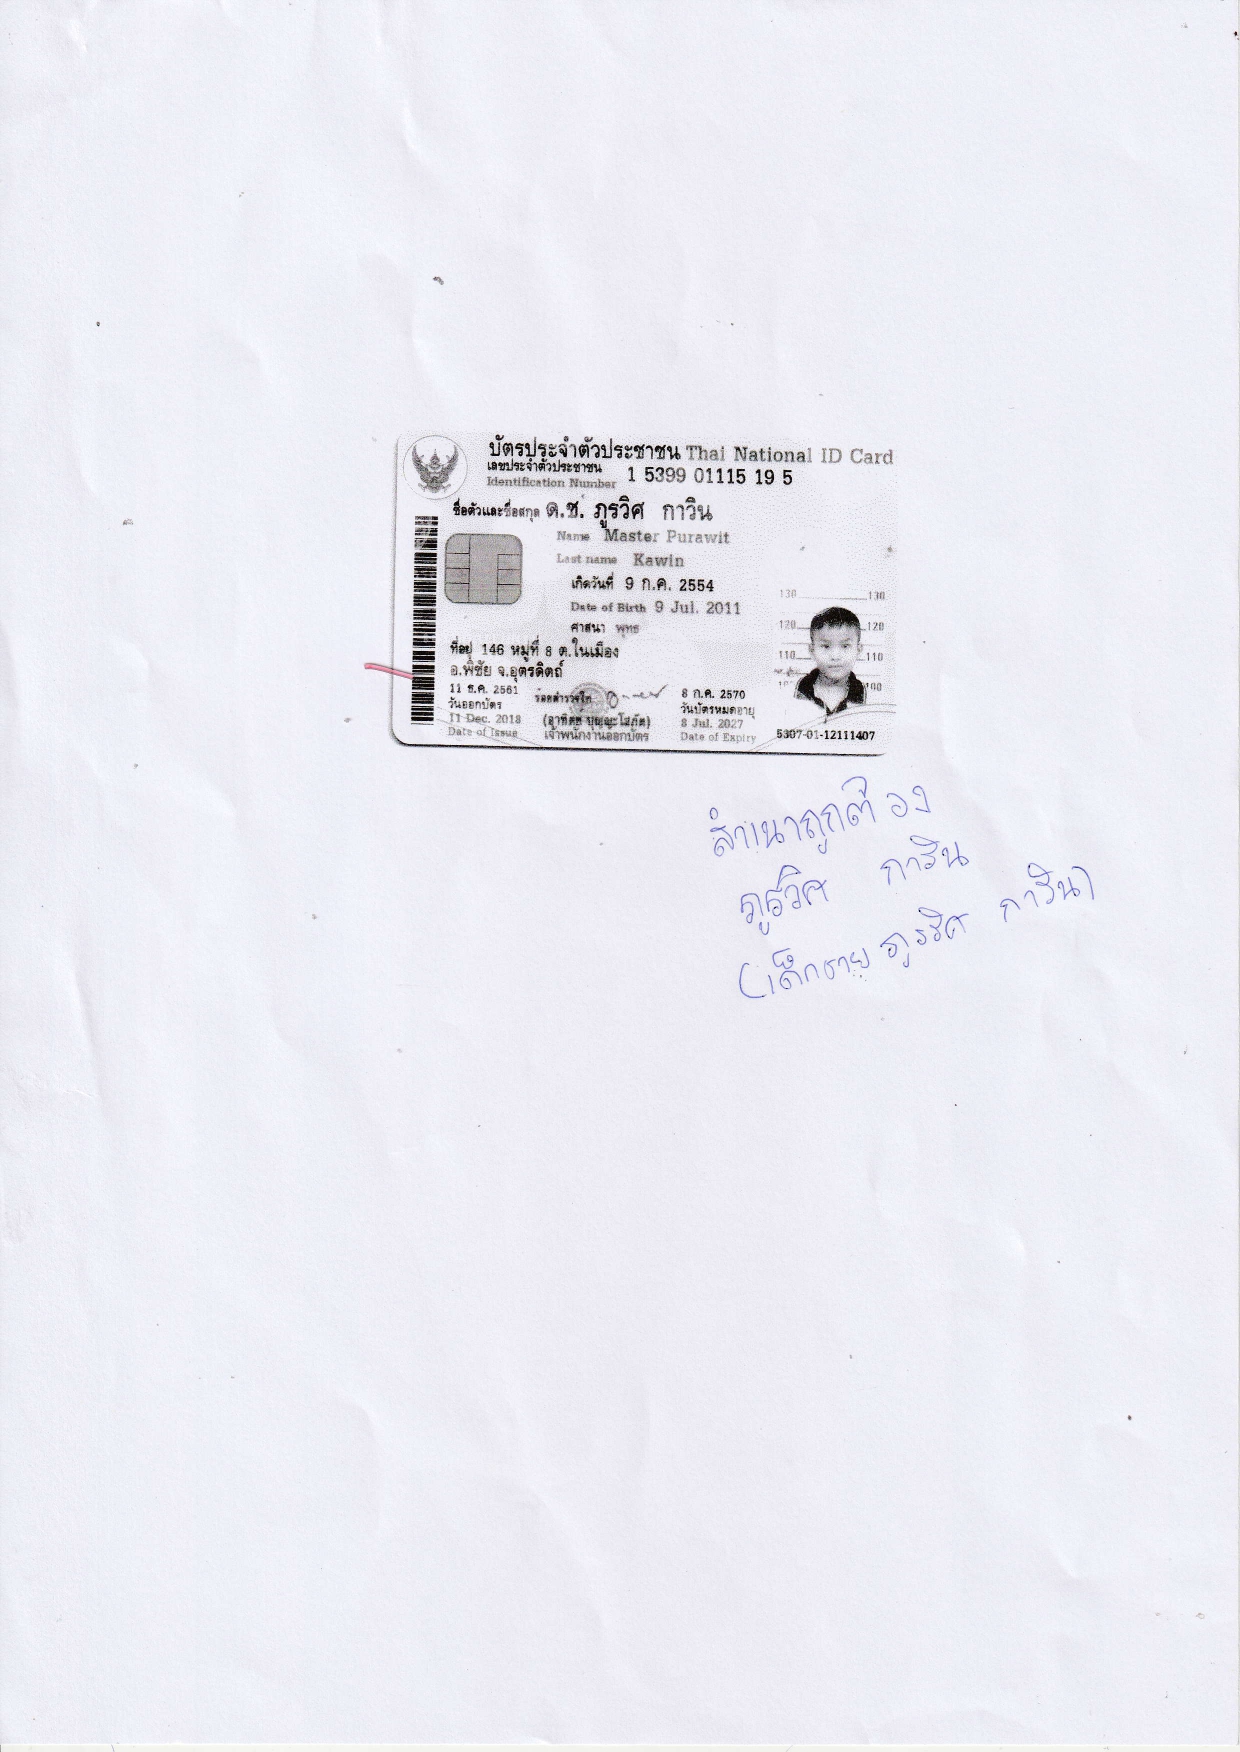 บัตรประจำตัวประชาชน Thai National ID Card
เลขประจำตัวประชาชน
Identification Number 1 5399 01115 19 5
ชื่อตัวและชื่อสกุล ด.ช. ภูรวิศ กาวิน
Name Master Purawit
Last name Kawin
เกิดวันที่ 9 ก.ค. 2554
Date of Birth 9 Jul. 2011
ศาสนา พุทธ
ที่อยู่ 146 หมู่ที่ 8 ต.ในเมือง
อ.พิชัย จ.อุตรดิตถ์
11 ธ.ค. 2561
วันออกบัตร
11 Dec. 2018
Date of Issue
ร้อยตำรวจโท
เจ้าพนักงานออกบัตร
8 ก.ค. 2570
วันบัตรหมดอายุ
8 Jul. 2027
Date of Expiry
130 130
120 120
110 110
100
5307-01-12111407
สำเนาถูกต้อง
ภูรวิศ กาวิน
(เด็กชาย ภูรวิศ กาวิน)